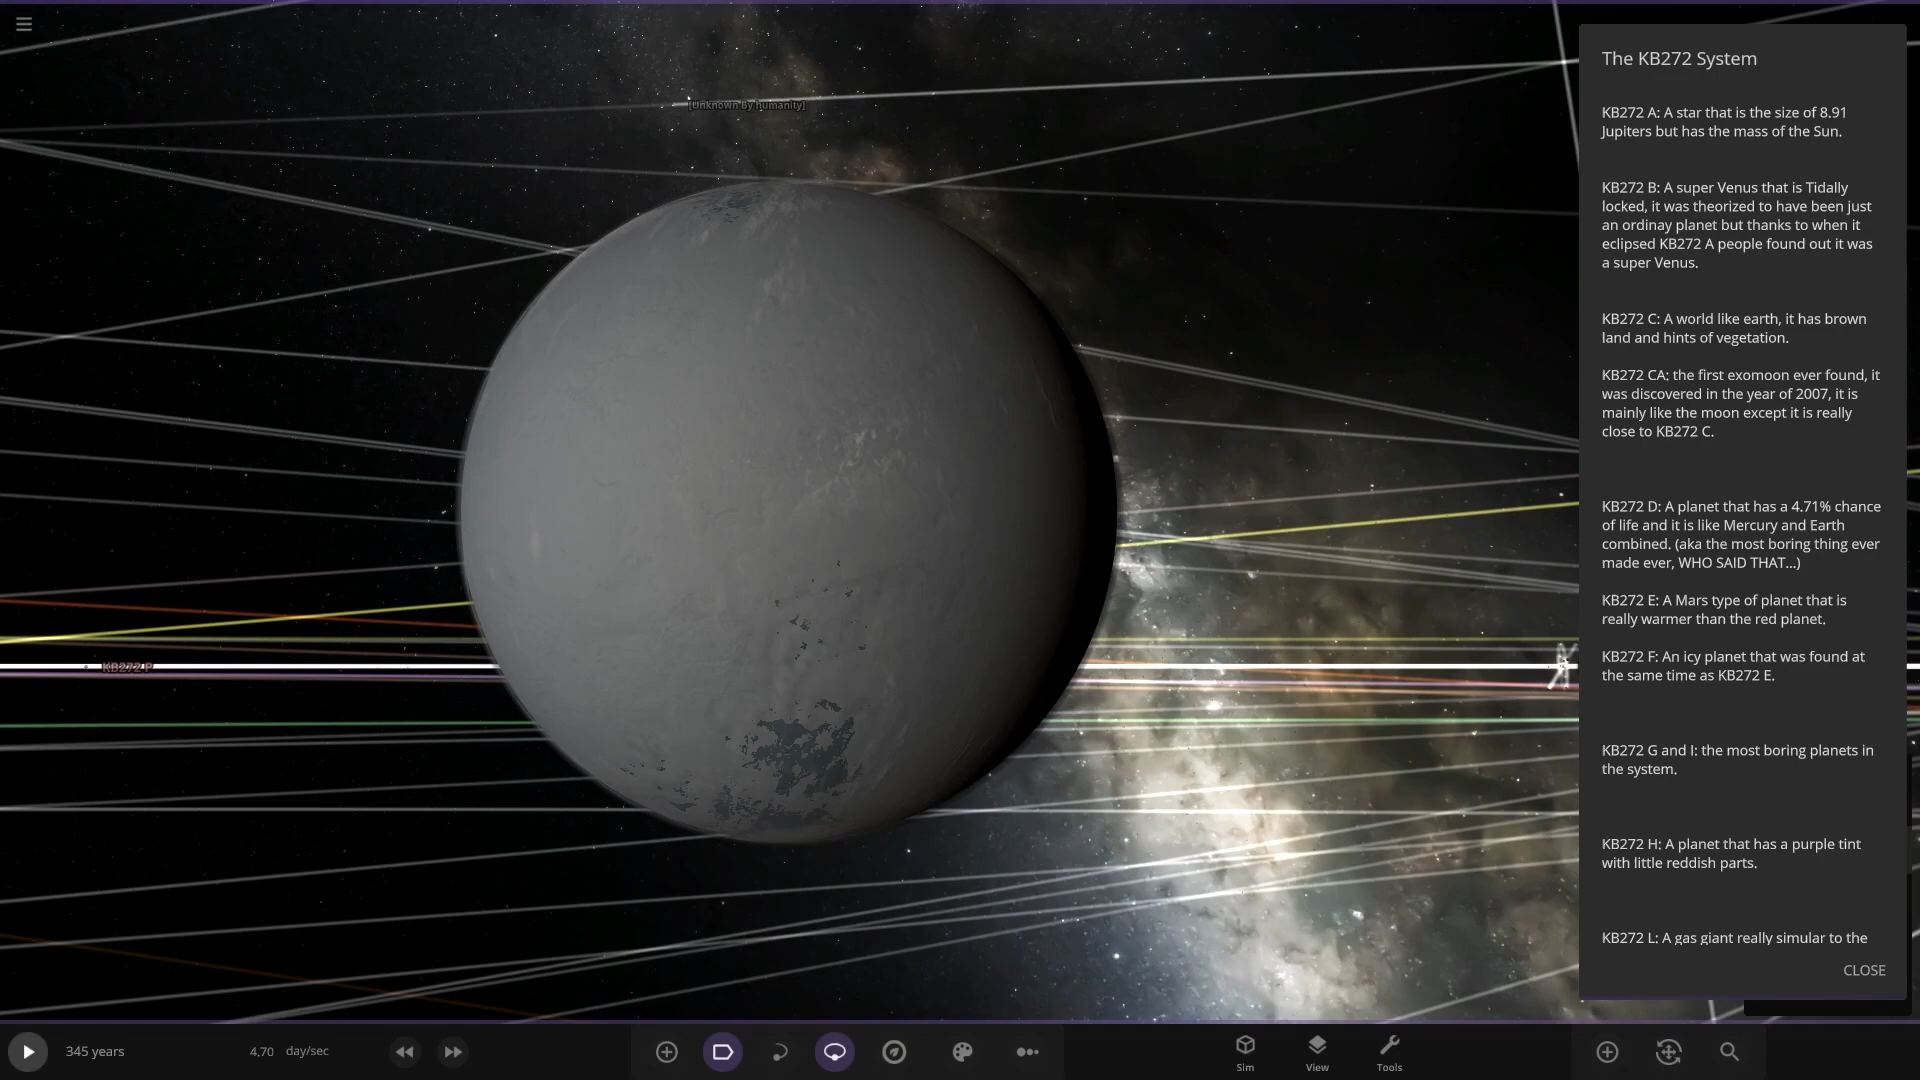 [Unknown By humanity]
KB272 P
The KB272 System
KB272 A: A star that is the size of 8.91
Jupiters but has the mass of the Sun.
KB272 B: A super Venus that is Tidally
locked, it was theorized to have been just
an ordinay planet but thanks to when it
eclipsed KB272 A people found out it was
a super Venus.
KB272 C: A world like earth, it has brown
land and hints of vegetation.
KB272 CA: the first exomoon ever found, it
was discovered in the year of 2007, it is
mainly like the moon except it is really
close to KB272 C.
KB272 D: A planet that has a 4.71% chance
of life and it is like Mercury and Earth
combined. (aka the most boring thing ever
made ever, WHO SAID THAT...)
KB272 E: A Mars type of planet that is
really warmer than the red planet.
KB272 F: An icy planet that was found at
the same time as KB272 E.
KB272 G and I: the most boring planets in
the system.
KB272 H: A planet that has a purple tint
with little reddish parts.
KB272 L: A gas giant really simular to the
CLOSE
345 years
4.70 day/sec
Sim
View
Tools